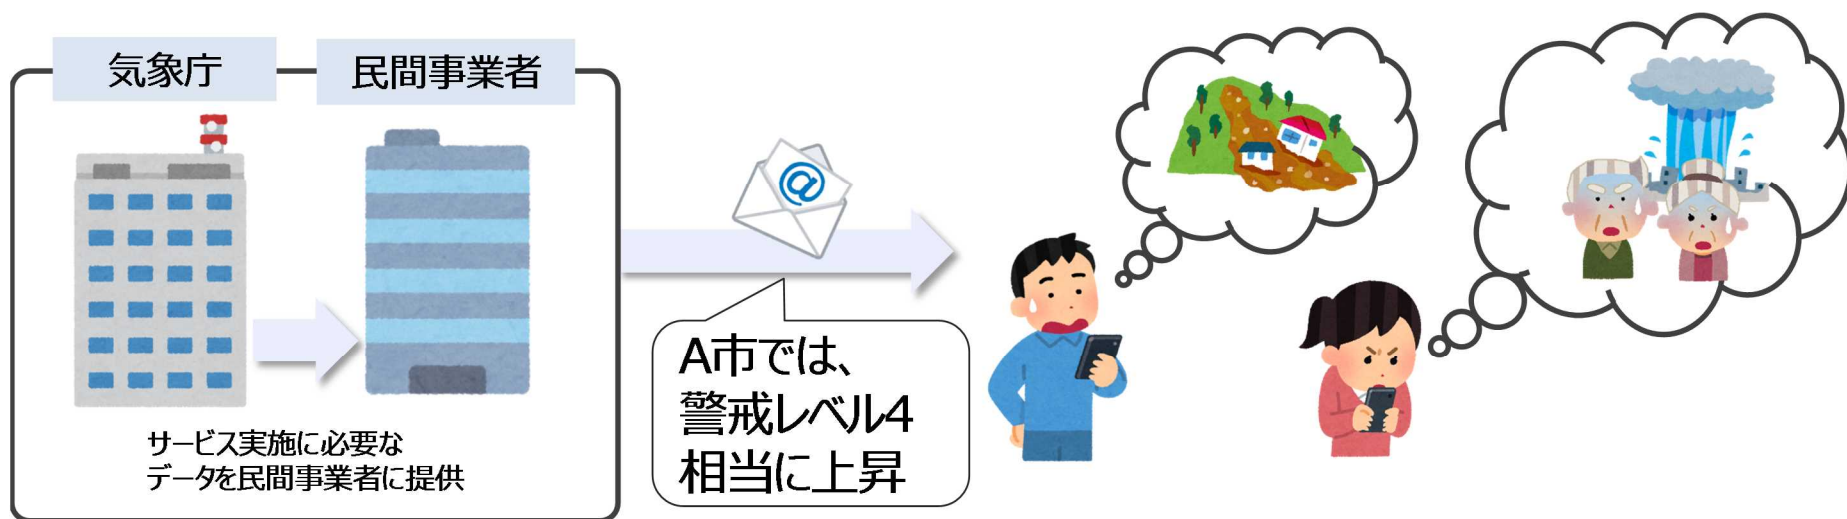 気象庁
民間事業者
サービス実施に必要な
データを民間事業者に提供
@
A市では、
警戒レベル4
相当に上昇